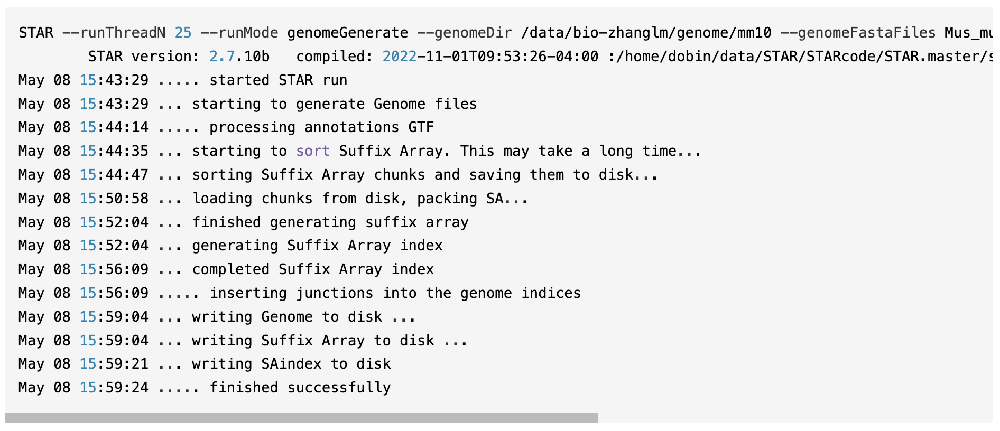 STAR --runThreadN 25 --runMode genomeGenerate --genomeDir /data/bio-zhanglm/genome/mm10 --genomeFastaFiles
STAR version: 2.7.10b compiled: 2022-11-01T09:53:26-04:00 :/home/dobin/data/STAR/STARcode/STAR.master/
May 08 15:43:29 ..... started STAR run
May 08 15:43:29 ... starting to generate Genome files
May 08 15:44:14 ..... processing annotations GTF
May 08 15:44:35 ... starting to sort Suffix Array. This may take a long time...
May 08 15:44:47 ... sorting Suffix Array chunks and saving them to disk...
May 08 15:50:58 ... loading chunks from disk, packing SA...
May 08 15:52:04 ... finished generating suffix array
May 08 15:52:04 ... generating Suffix Array index
May 08 15:56:09 ... completed Suffix Array index
May 08 15:56:09 ..... inserting junctions into the genome indices
May 08 15:59:04 ... writing Genome to disk ...
May 08 15:59:04 ... writing Suffix Array to disk ...
May 08 15:59:21 ... writing SAindex to disk
May 08 15:59:24 ..... finished successfully